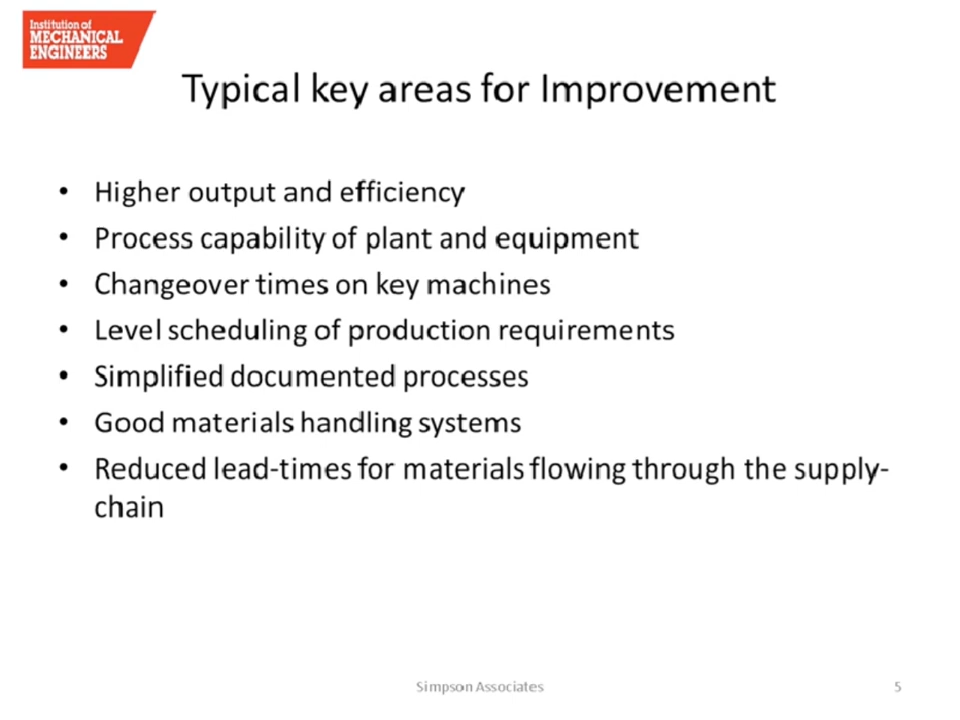 Institution of
MECHANICAL
ENGINEERS
Typical key areas for Improvement
• Higher output and efficiency
• Process capability of plant and equipment
• Changeover times on key machines
• Level scheduling of production requirements
• Simplified documented processes
• Good materials handling systems
• Reduced lead-times for materials flowing through the supply-
chain
Simpson Associates
5